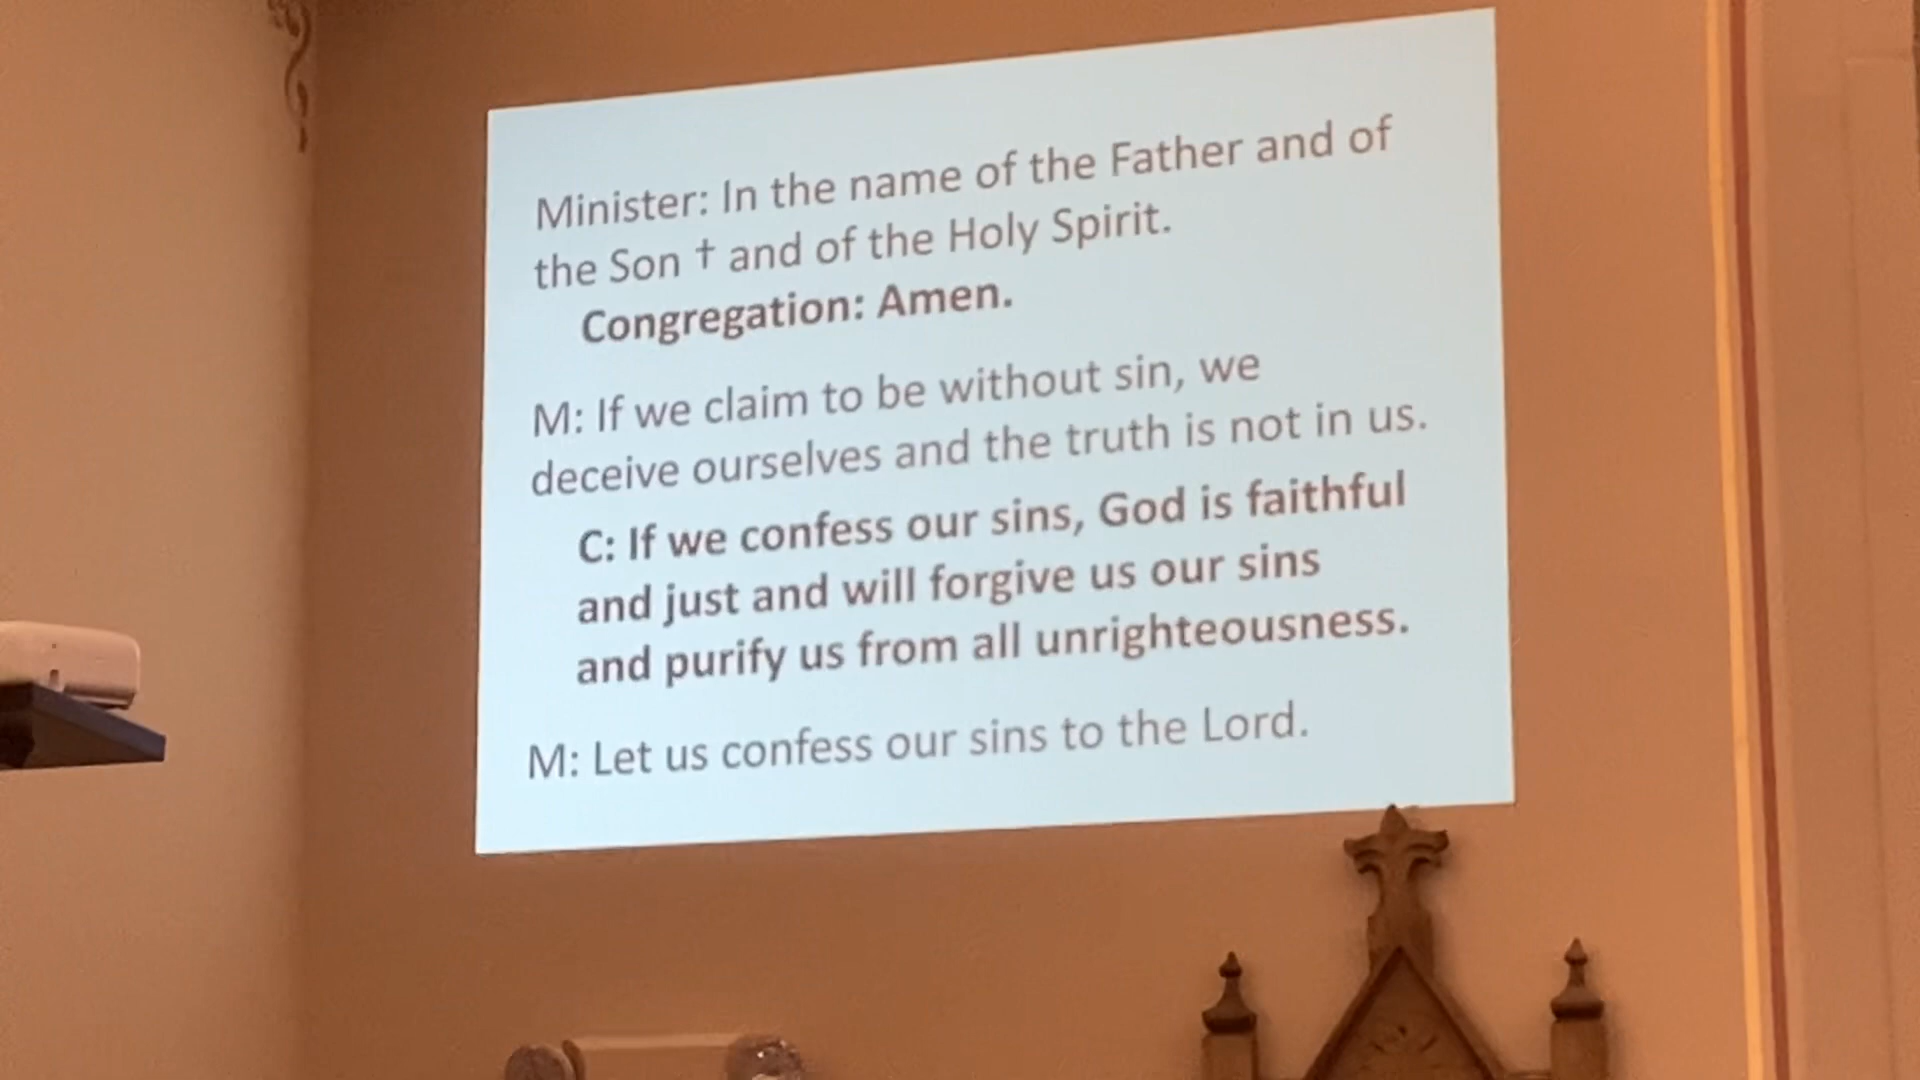 Minister: In the name of the Father and of
the Son † and of the Holy Spirit.
Congregation: Amen.
M: If we claim to be without sin, we
deceive ourselves and the truth is not in us.
C: If we confess our sins, God is faithful
and just and will forgive us our sins
and purify us from all unrighteousness.
M: Let us confess our sins to the Lord.